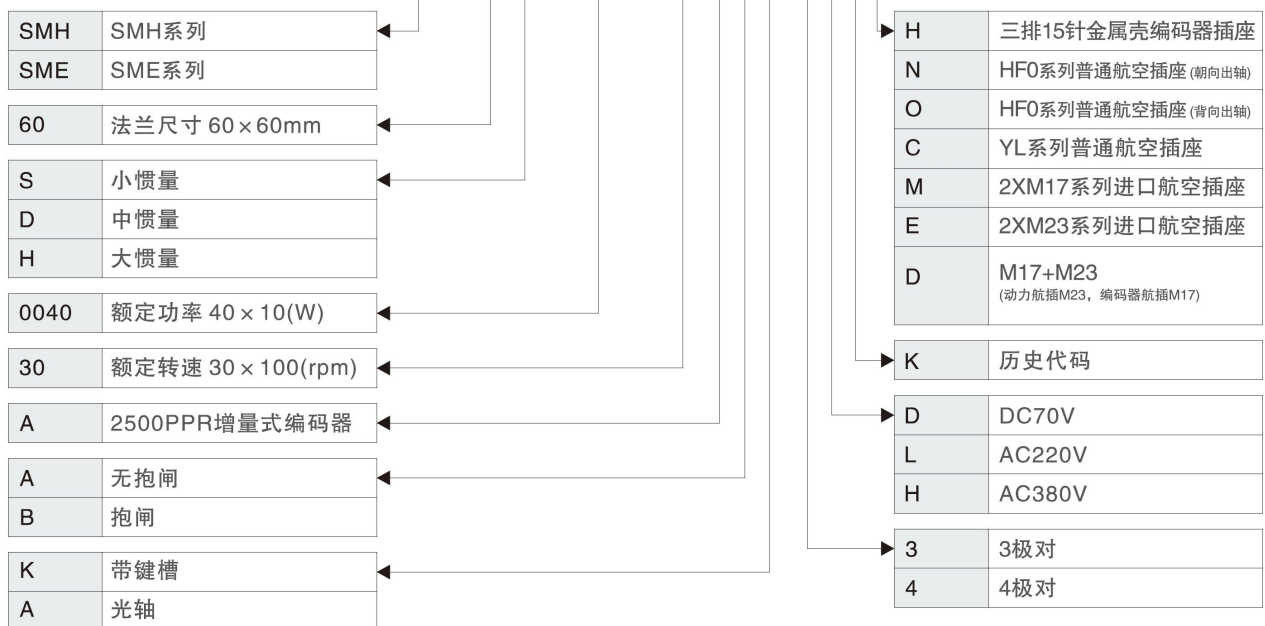 SMH SMH系列
SME SME系列
60 法兰尺寸 60×60mm
S 小惯量
D 中惯量
H 大惯量
0040 额定功率 40×10(W)
30 额定转速 30×100(rpm)
A 2500PPR增量式编码器
A 无抱闸
B 抱闸
K 带键槽
A 光轴
H 三排15针金属壳编码器插座
N HF0系列普通航空插座 (朝向出轴)
O HF0系列普通航空插座 (背向出轴)
C YL系列普通航空插座
M 2XM17系列进口航空插座
E 2XM23系列进口航空插座
D M17+M23
(动力航插M23，编码器航插M17)
K 历史代码
D DC70V
L AC220V
H AC380V
3 3极对
4 4极对